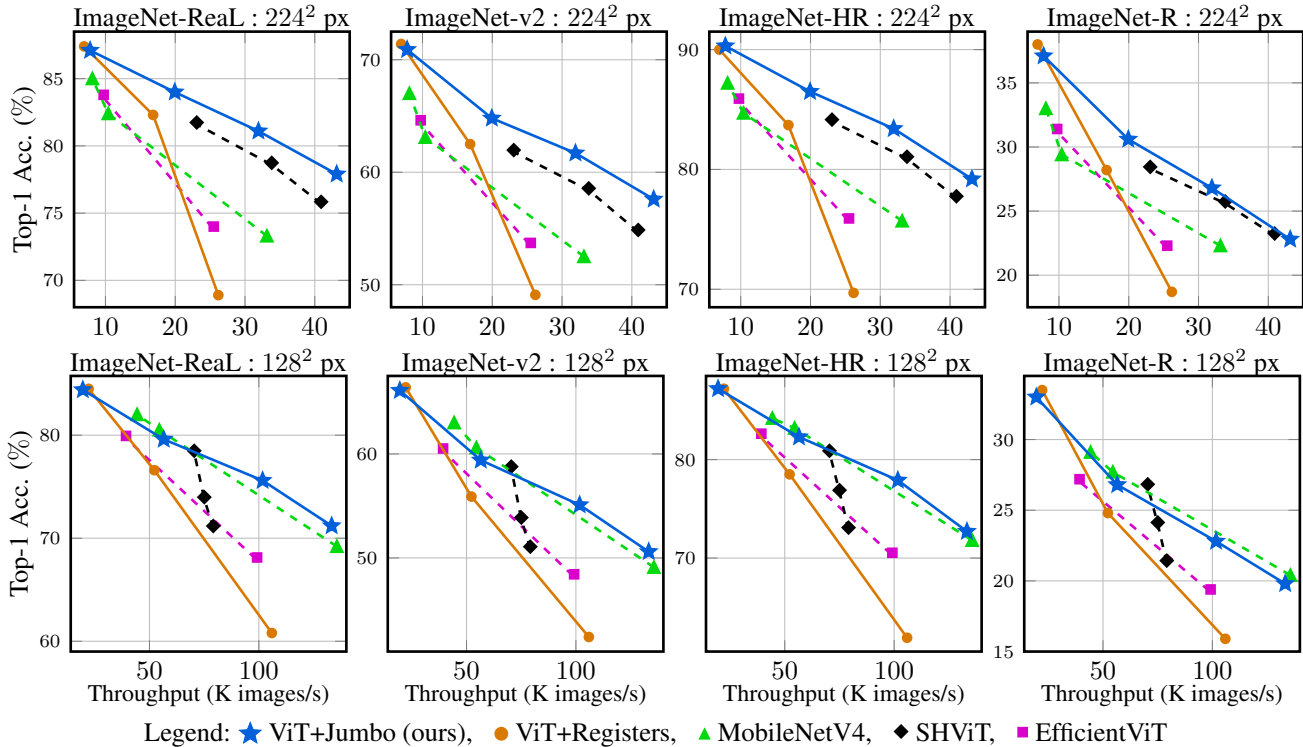 ImageNet-ReaL : 224² px ImageNet-v2 : 224² px ImageNet-HR : 224² px ImageNet-R : 224² px
Top-1 Acc. (%)
85
80
75
70
10 20 30 40
70
60
50
10 20 30 40
90
80
70
10 20 30 40
35
30
25
20
10 20 30 40
ImageNet-ReaL : 128² px ImageNet-v2 : 128² px ImageNet-HR : 128² px ImageNet-R : 128² px
Top-1 Acc. (%)
80
70
60
50 100
60
50
50 100
80
70
50 100
30
25
20
15
50 100
Throughput (K images/s) Throughput (K images/s) Throughput (K images/s) Throughput (K images/s)
Legend: ViT+Jumbo (ours), ViT+Registers, MobileNetV4, SHViT, EfficientViT